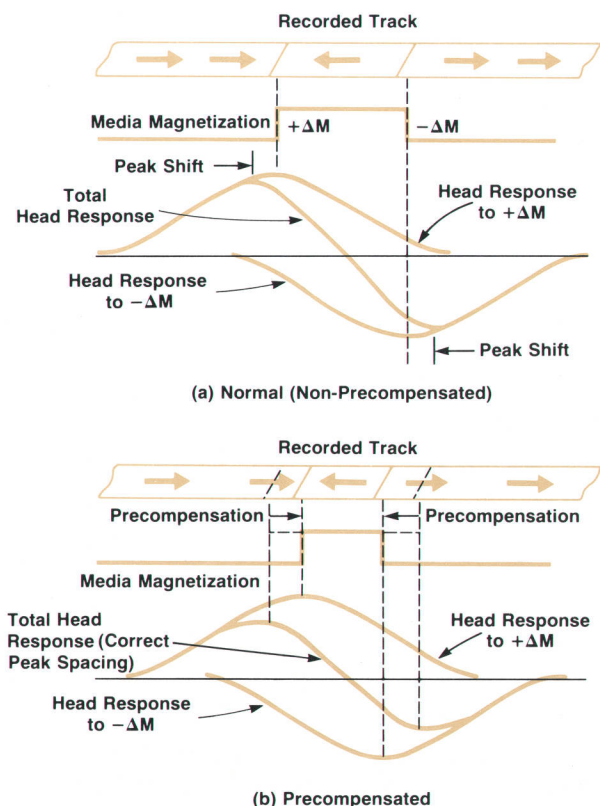 Recorded Track
Media Magnetization
+ΔM
−ΔM
Peak Shift
Total
Head Response
Head Response
to +ΔM
Head Response
to −ΔM
Peak Shift
(a) Normal (Non-Precompensated)
Recorded Track
Precompensation
Precompensation
Media Magnetization
Total Head
Response (Correct
Peak Spacing)
Head Response
to +ΔM
Head Response
to −ΔM
(b) Precompensated